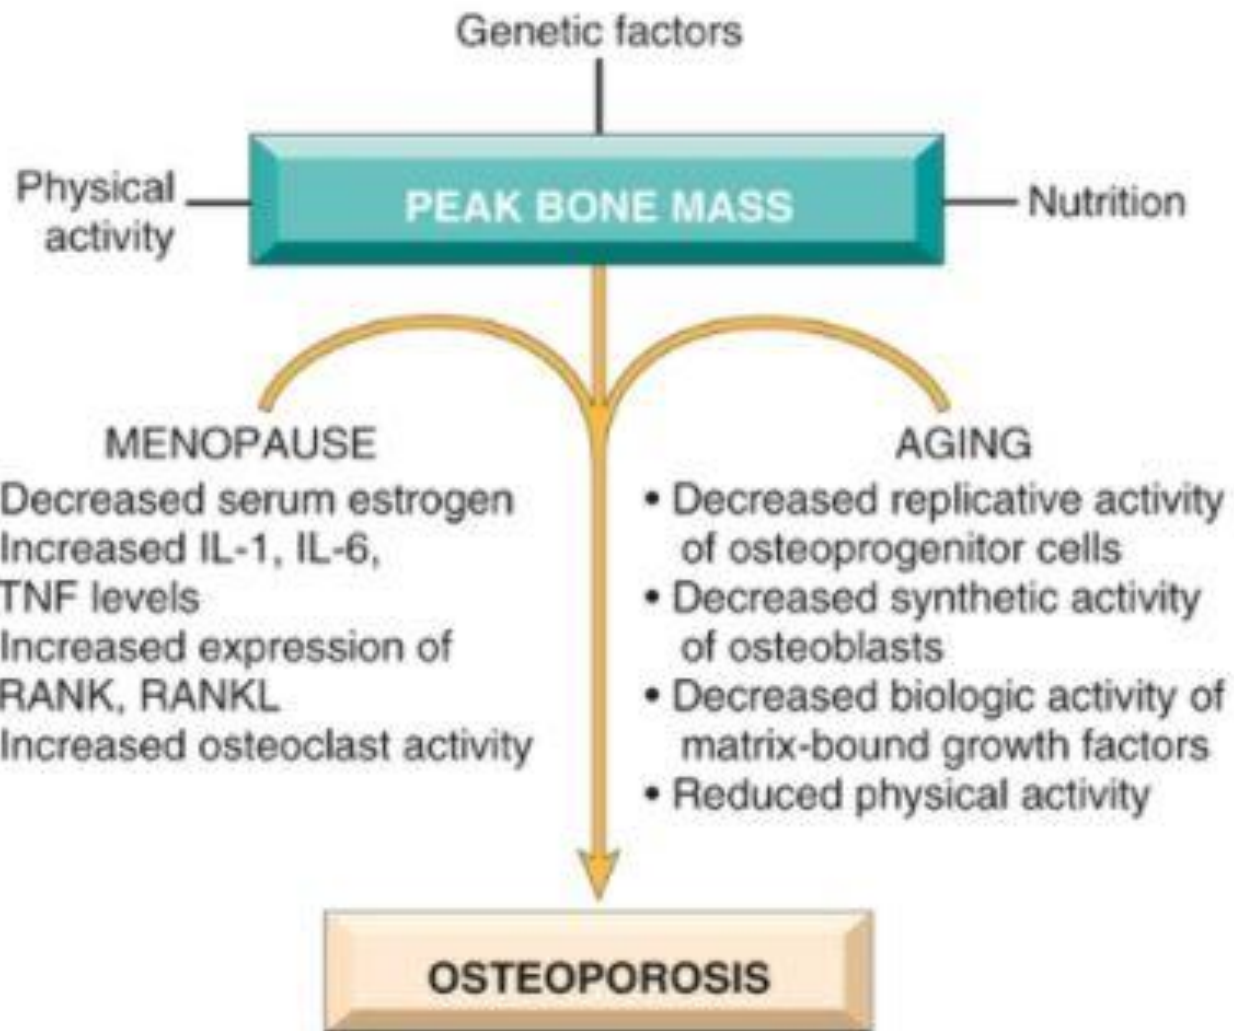 Genetic factors
Physical
activity
PEAK BONE MASS
Nutrition
MENOPAUSE
Decreased serum estrogen
Increased IL-1, IL-6,
TNF levels
Increased expression of
RANK, RANKL
Increased osteoclast activity
AGING
• Decreased replicative activity
of osteoprogenitor cells
• Decreased synthetic activity
of osteoblasts
• Decreased biologic activity of
matrix-bound growth factors
• Reduced physical activity
OSTEOPOROSIS